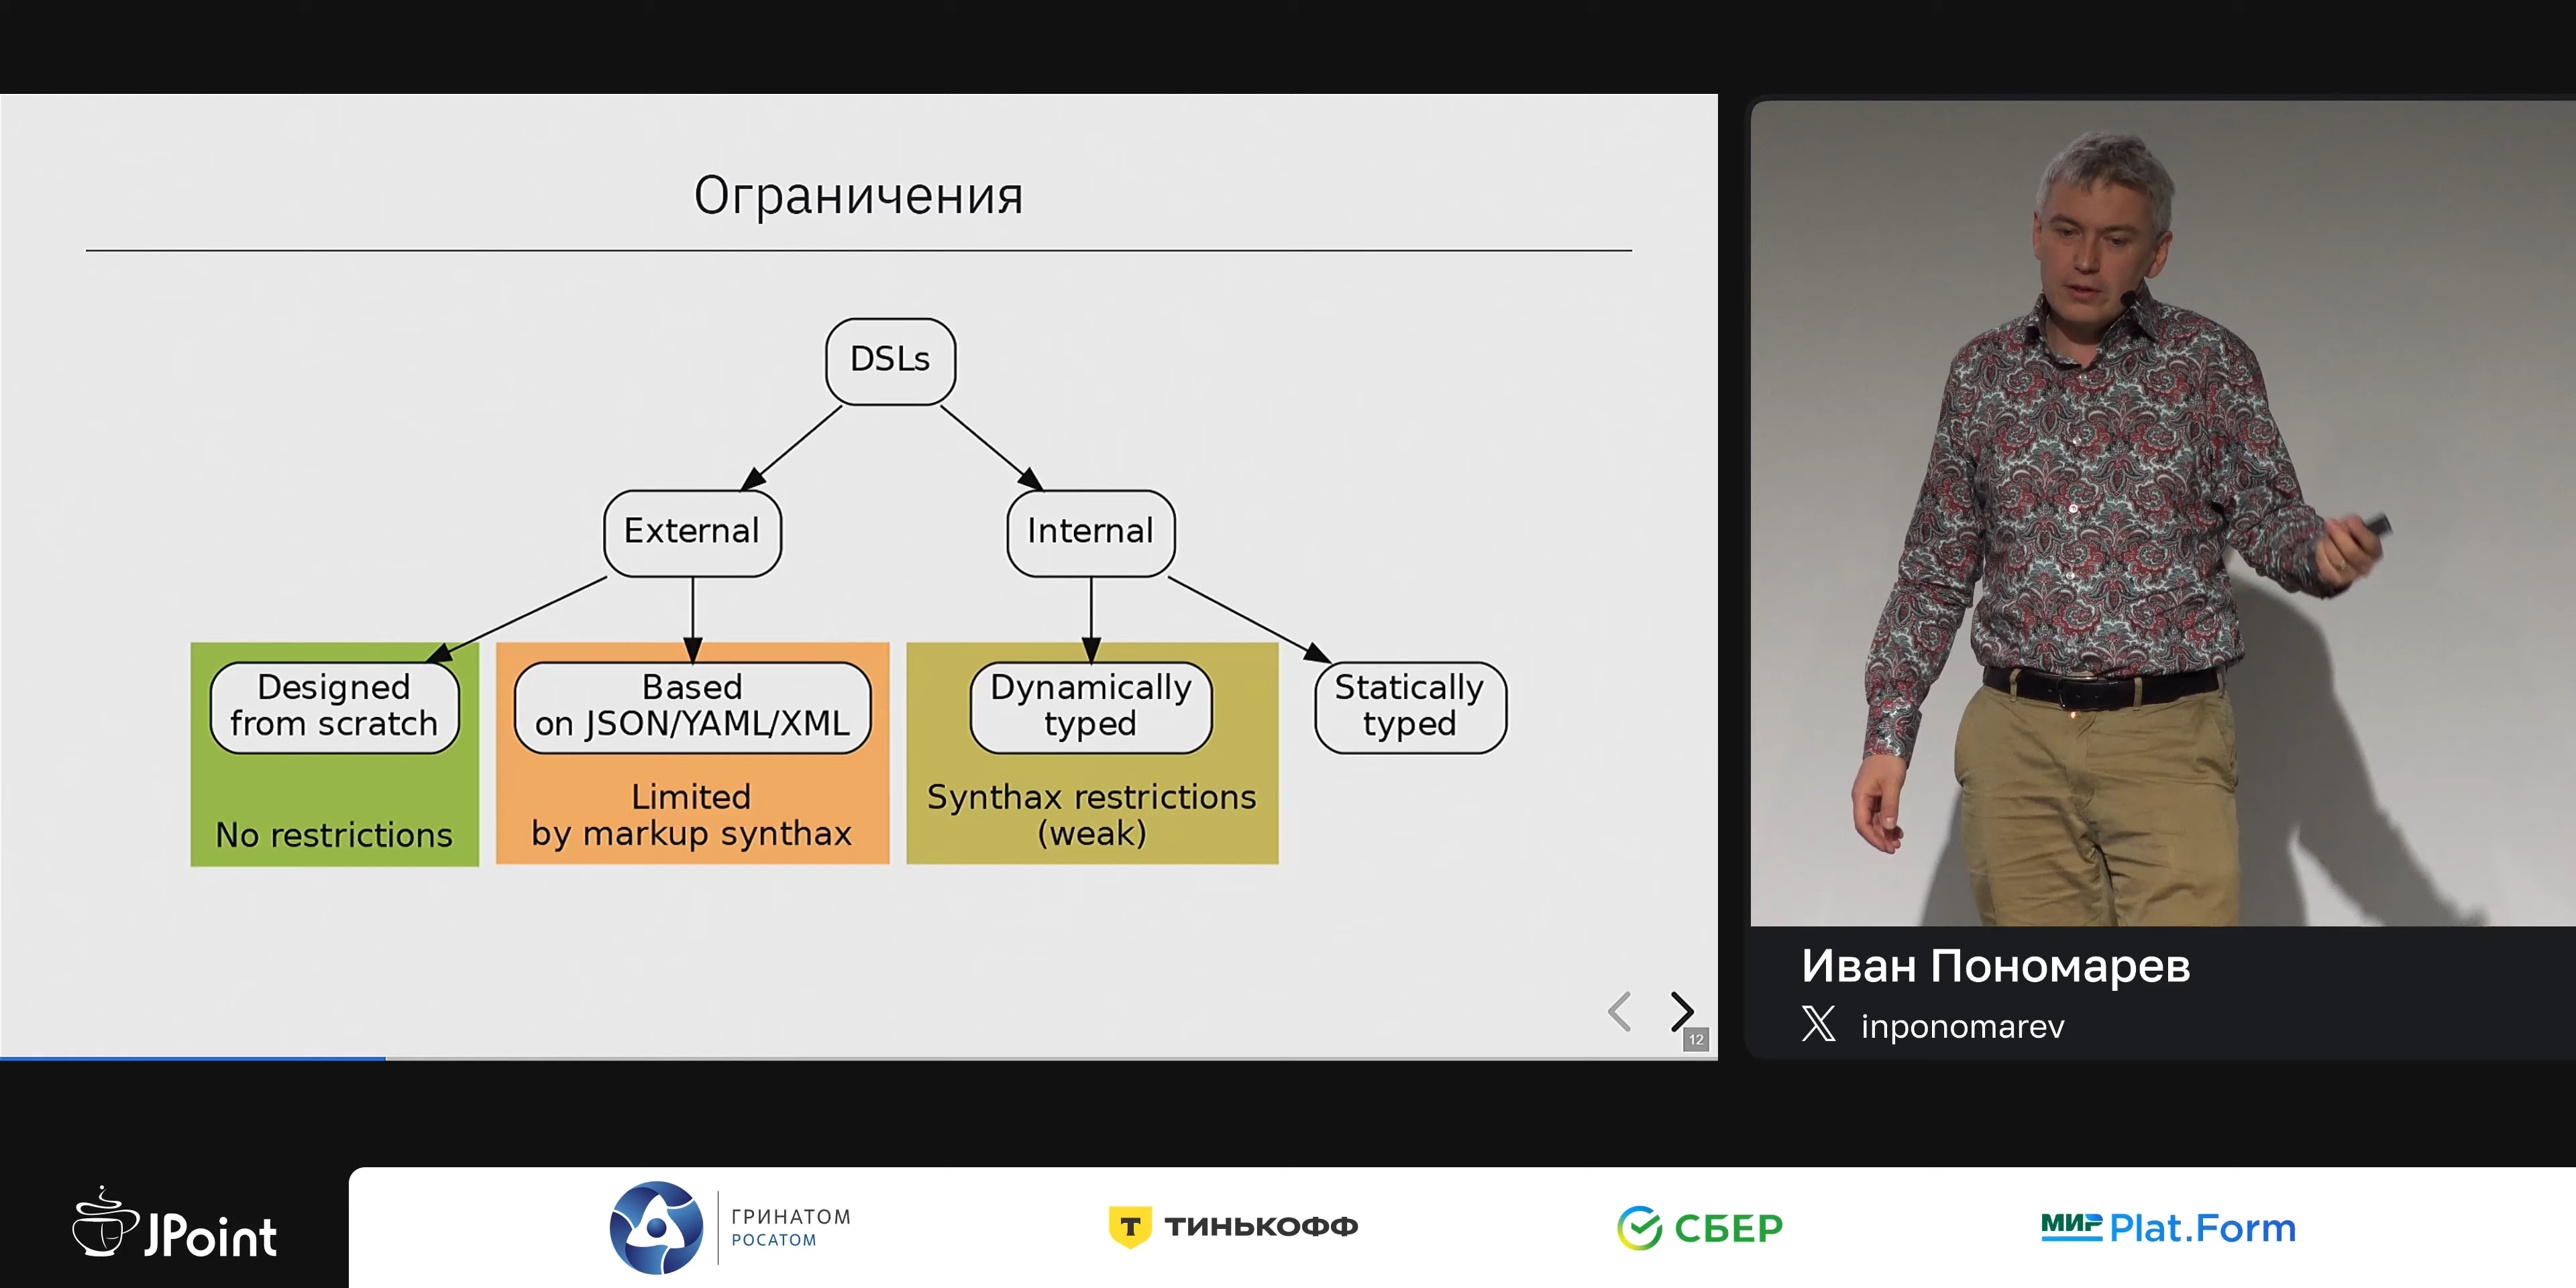 Ограничения
DSLs
External
Internal
Designed
from scratch
Based
on JSON/YAML/XML
Dynamically
typed
Statically
typed
No restrictions
Limited
by markup synthax
Synthax restrictions
(weak)
12
Иван Пономарев
inponomarev
JPoint
ГРИНАТОМ
РОСАТОМ
Т ТИНЬКОФФ
СБЕР
МИР Plat.Form